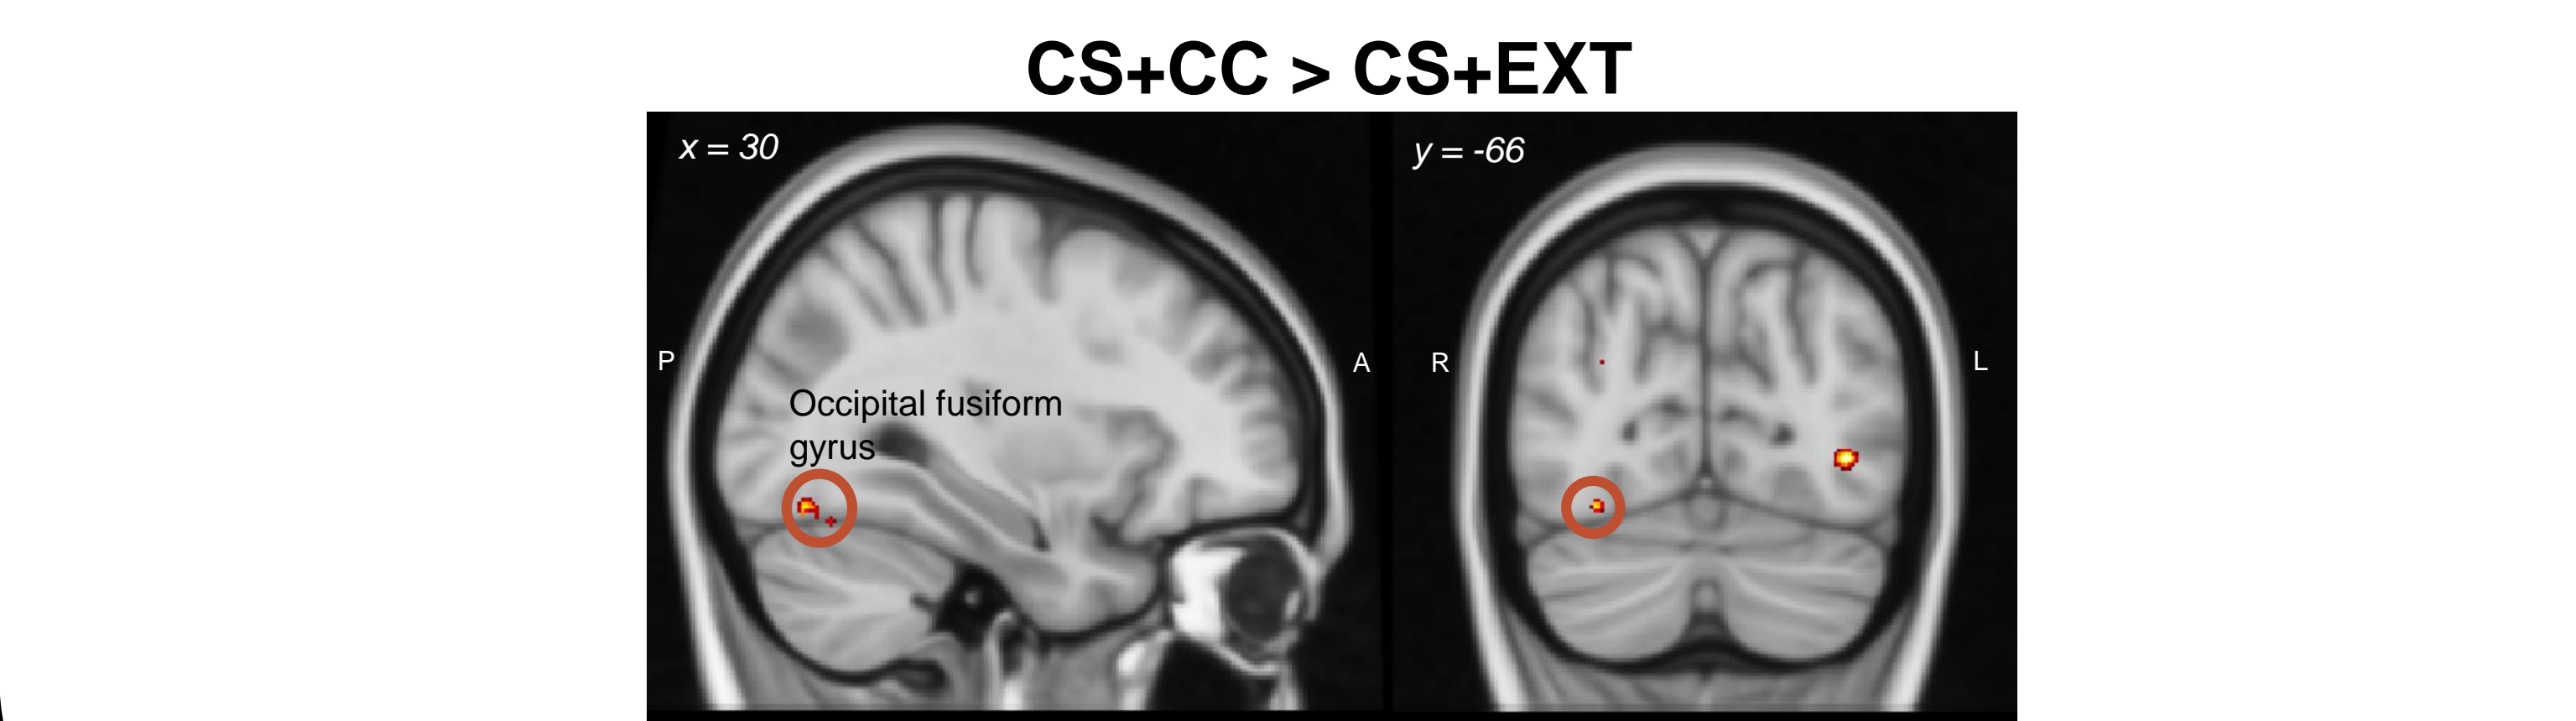 CS+CC > CS+EXT
x = 30
y = -66
P
A
R
L
Occipital fusiform
gyrus